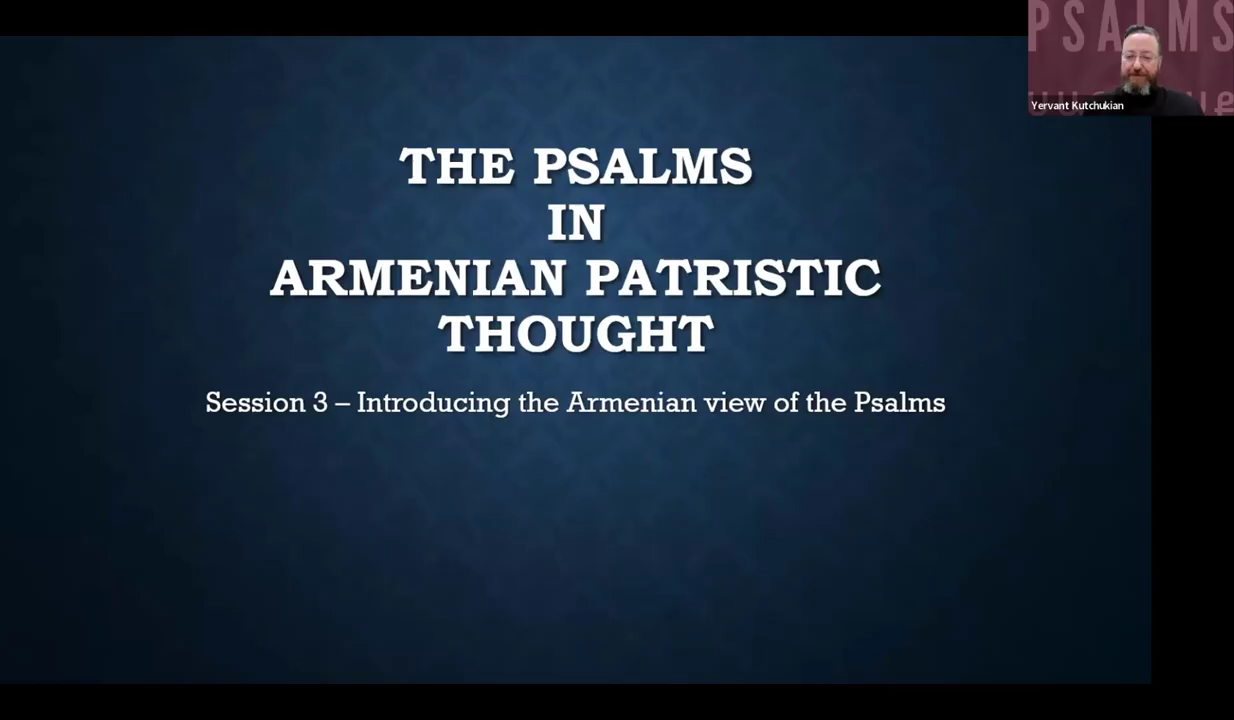 PSALMS
Yervant Kutchukian
THE PSALMS
IN
ARMENIAN PATRISTIC
THOUGHT
Session 3 – Introducing the Armenian view of the Psalms